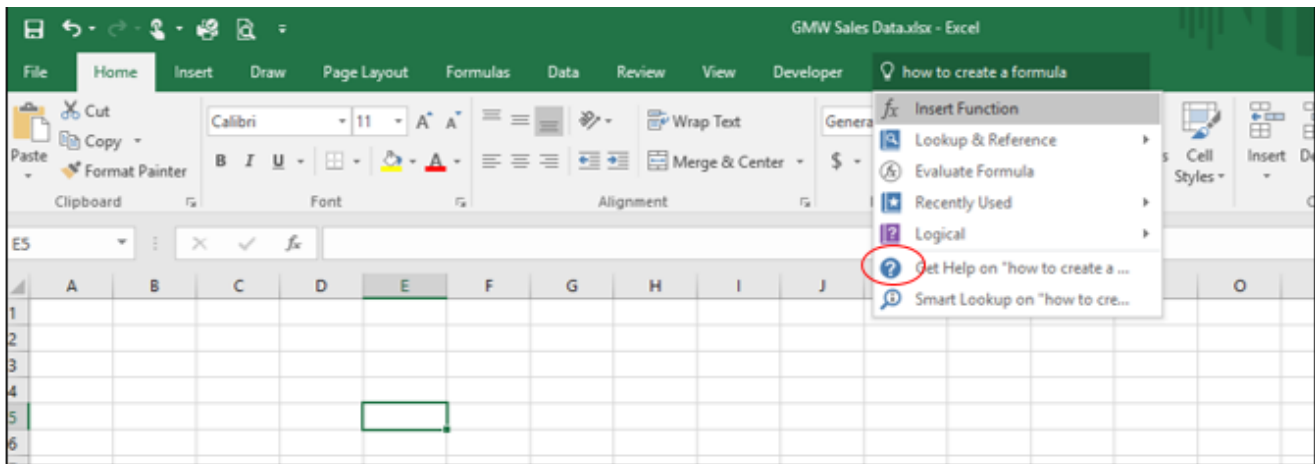 GMW Sales Data.xlsx - Excel
File Home Insert Draw Page Layout Formulas Data Review View Developer how to create a formula
Cut
Copy
Format Painter
Paste
Calibri 11 A A
B I U A
Wrap Text
Merge & Center
Genera
$
Cell Styles
Insert
Clipboard Font Alignment
fx Insert Function
Lookup & Reference
fx Evaluate Formula
Recently Used
Logical
Get Help on "how to create a ...
Smart Lookup on "how to cre...
E5 fx
A B C D E F G H I J O
1
2
3
4
5
6